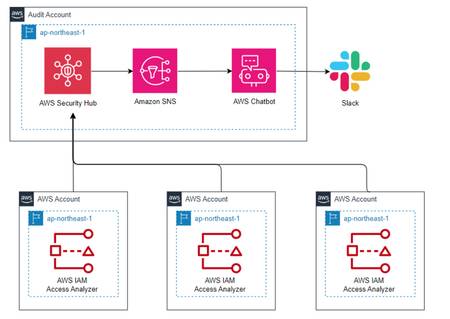 aws
Audit Account
ap-northeast-1
AWS Security Hub
Amazon SNS
AWS Chatbot
Slack
aws
AWS Account
aws
AWS Account
aws
AWS Account
ap-northeast-1
ap-northeast-1
ap-northeast-1
AWS IAM
Access Analyzer
AWS IAM
Access Analyzer
AWS IAM
Access Analyzer